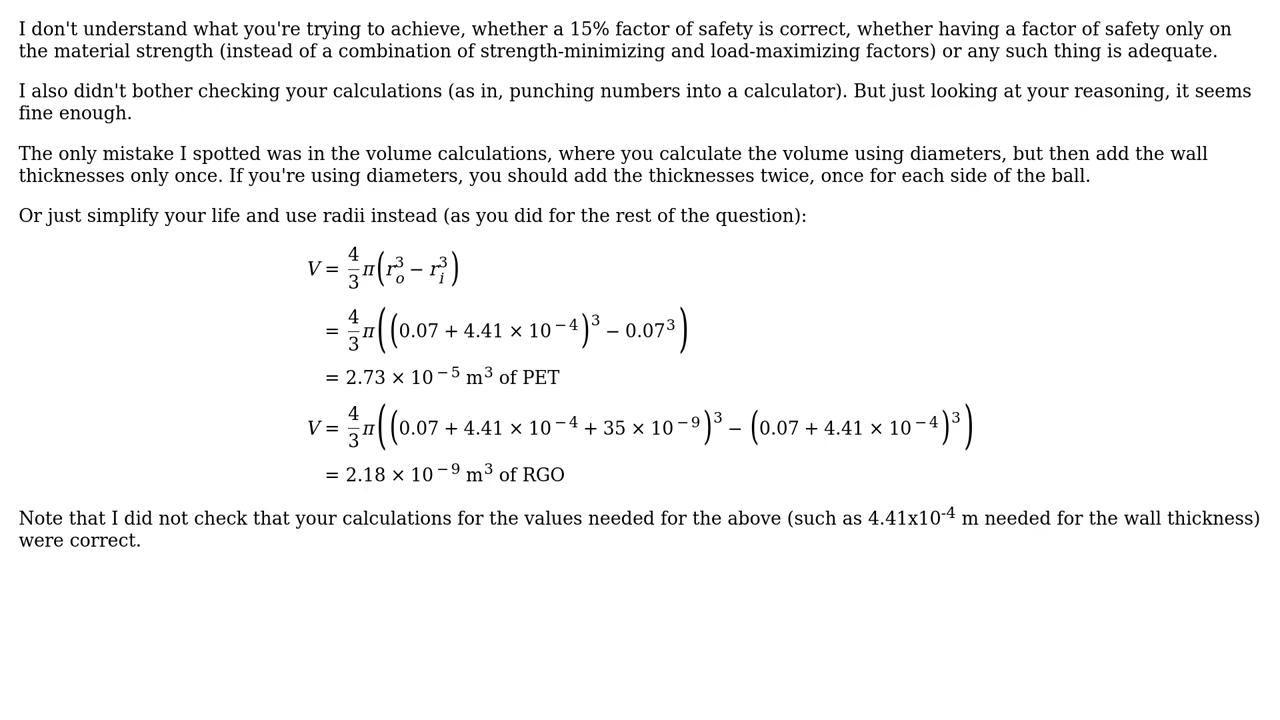 I don't understand what you're trying to achieve, whether a 15% factor of safety is correct, whether having a factor of safety only on
the material strength (instead of a combination of strength-minimizing and load-maximizing factors) or any such thing is adequate.
I also didn't bother checking your calculations (as in, punching numbers into a calculator). But just looking at your reasoning, it seems
fine enough.
The only mistake I spotted was in the volume calculations, where you calculate the volume using diameters, but then add the wall
thicknesses only once. If you're using diameters, you should add the thicknesses twice, once for each side of the ball.
Or just simplify your life and use radii instead (as you did for the rest of the question):
V = \frac{4}{3}π(r_o^3 − r_i^3)
= \frac{4}{3}π((0.07 + 4.41 × 10^{−4})^3 − 0.07^3)
= 2.73 × 10^{−5} m^3 of PET
V = \frac{4}{3}π((0.07 + 4.41 × 10^{−4} + 35 × 10^{−9})^3 − (0.07 + 4.41 × 10^{−4})^3)
= 2.18 × 10^{−9} m^3 of RGO
Note that I did not check that your calculations for the values needed for the above (such as 4.41x10^{-4} m needed for the wall thickness)
were correct.